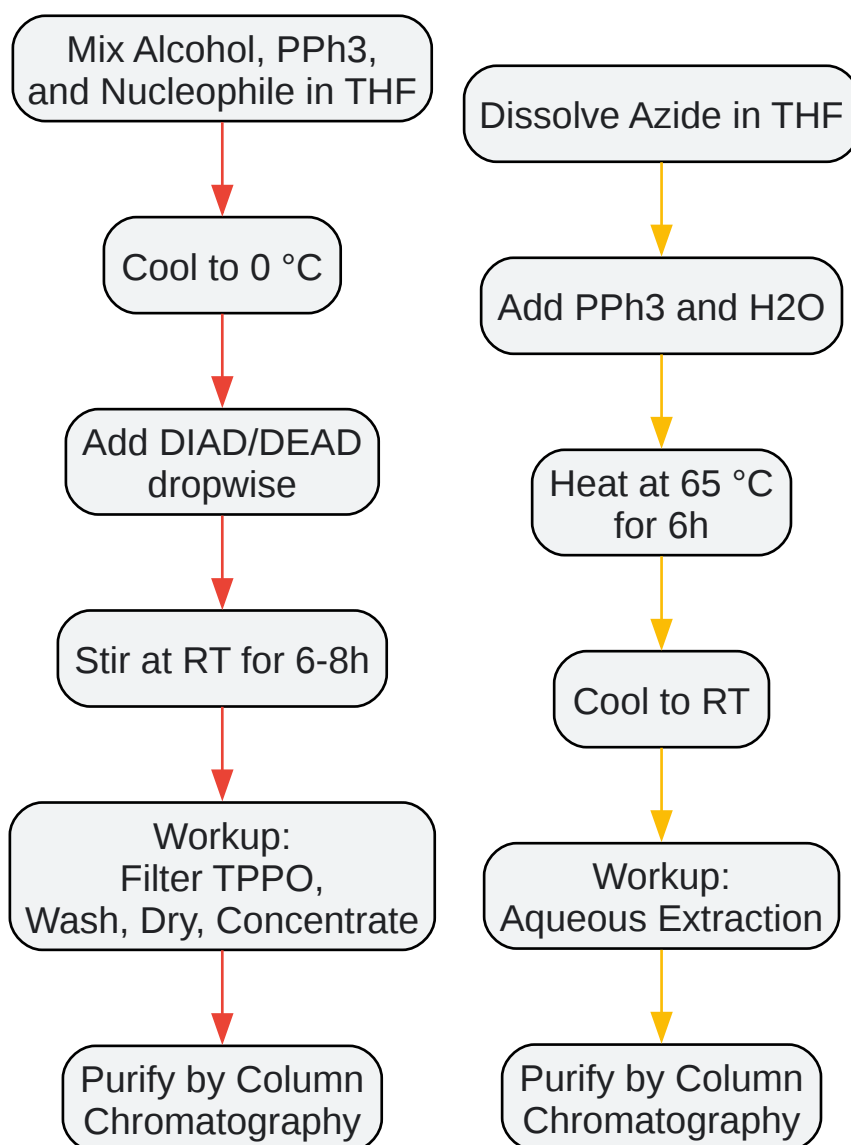 Mix Alcohol, PPh3,
and Nucleophile in THF
Cool to 0 °C
Add DIAD/DEAD
dropwise
Stir at RT for 6-8h
Workup:
Filter TPPO,
Wash, Dry, Concentrate
Purify by Column
Chromatography
Dissolve Azide in THF
Add PPh3 and H2O
Heat at 65 °C
for 6h
Cool to RT
Workup:
Aqueous Extraction
Purify by Column
Chromatography